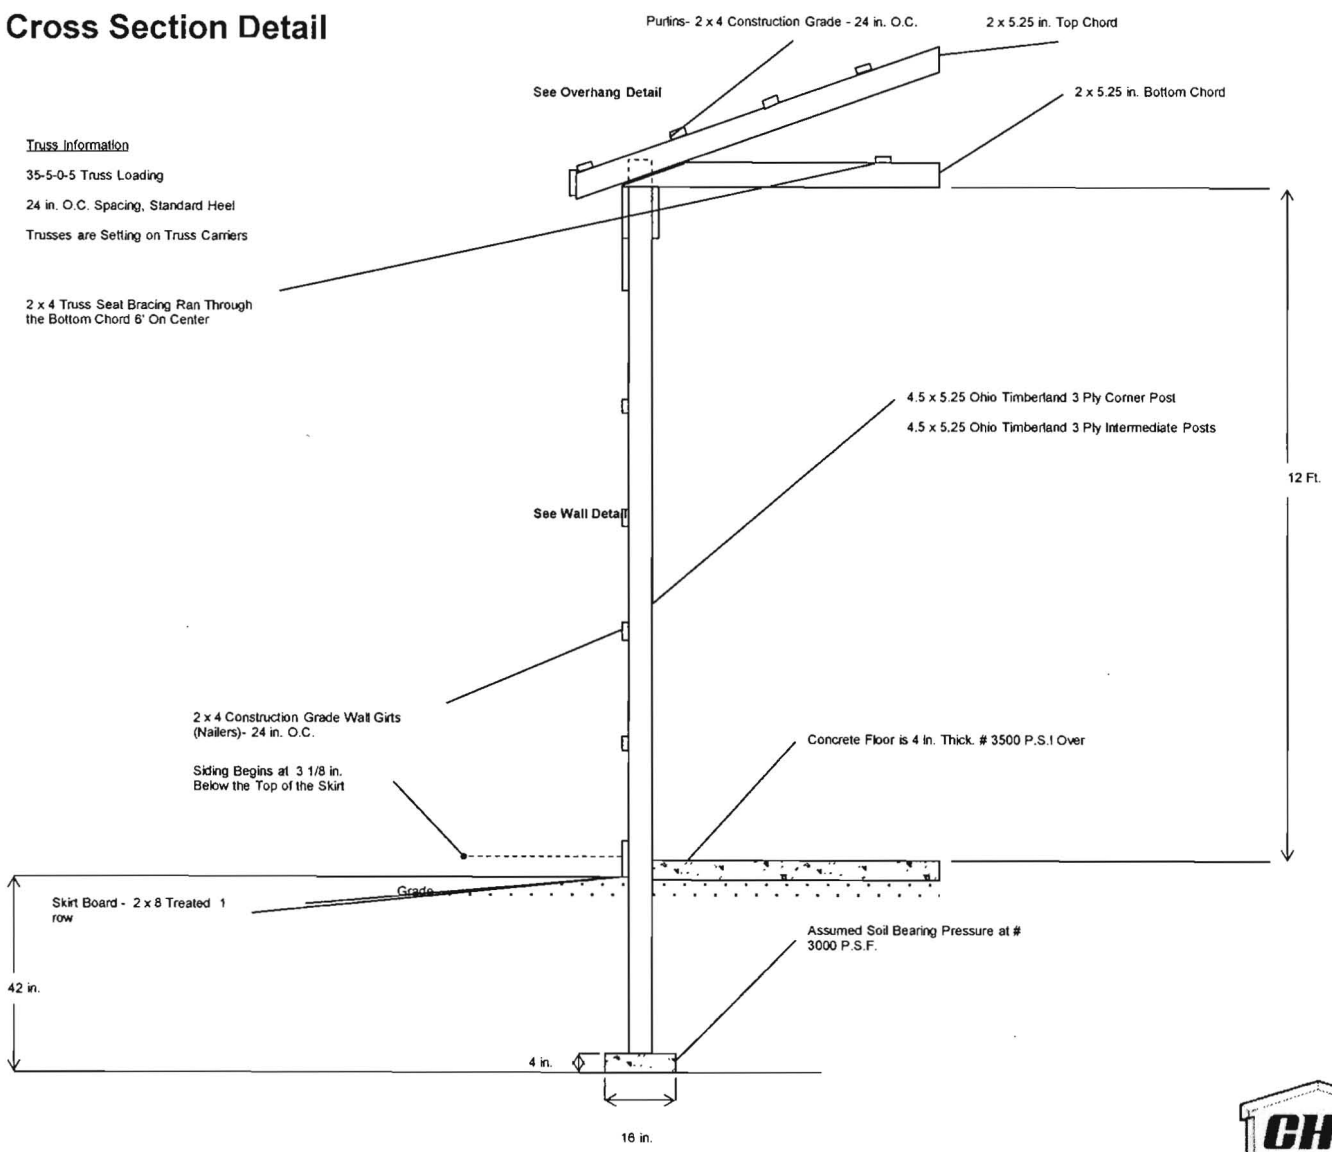 Cross Section Detail
Purlins- 2 x 4 Construction Grade - 24 in. O.C.
2 x 5.25 in. Top Chord
See Overhang Detail
2 x 5.25 in. Bottom Chord
Truss Information
35-5-0-5 Truss Loading
24 in. O.C. Spacing, Standard Heel
Trusses are Setting on Truss Carriers
2 x 4 Truss Seat Bracing Ran Through
the Bottom Chord 6' On Center
4.5 x 5.25 Ohio Timberland 3 Ply Corner Post
4.5 x 5.25 Ohio Timberland 3 Ply Intermediate Posts
12 Ft.
See Wall Detail
2 x 4 Construction Grade Wall Girts
(Nailers)- 24 in. O.C.
Concrete Floor is 4 in. Thick. # 3500 P.S.I Over
Siding Begins at 3 1/8 in.
Below the Top of the Skirt
Grade
Skirt Board - 2 x 8 Treated 1
row
Assumed Soil Bearing Pressure at #
3000 P.S.F.
42 in.
4 in.
16 in.
CH